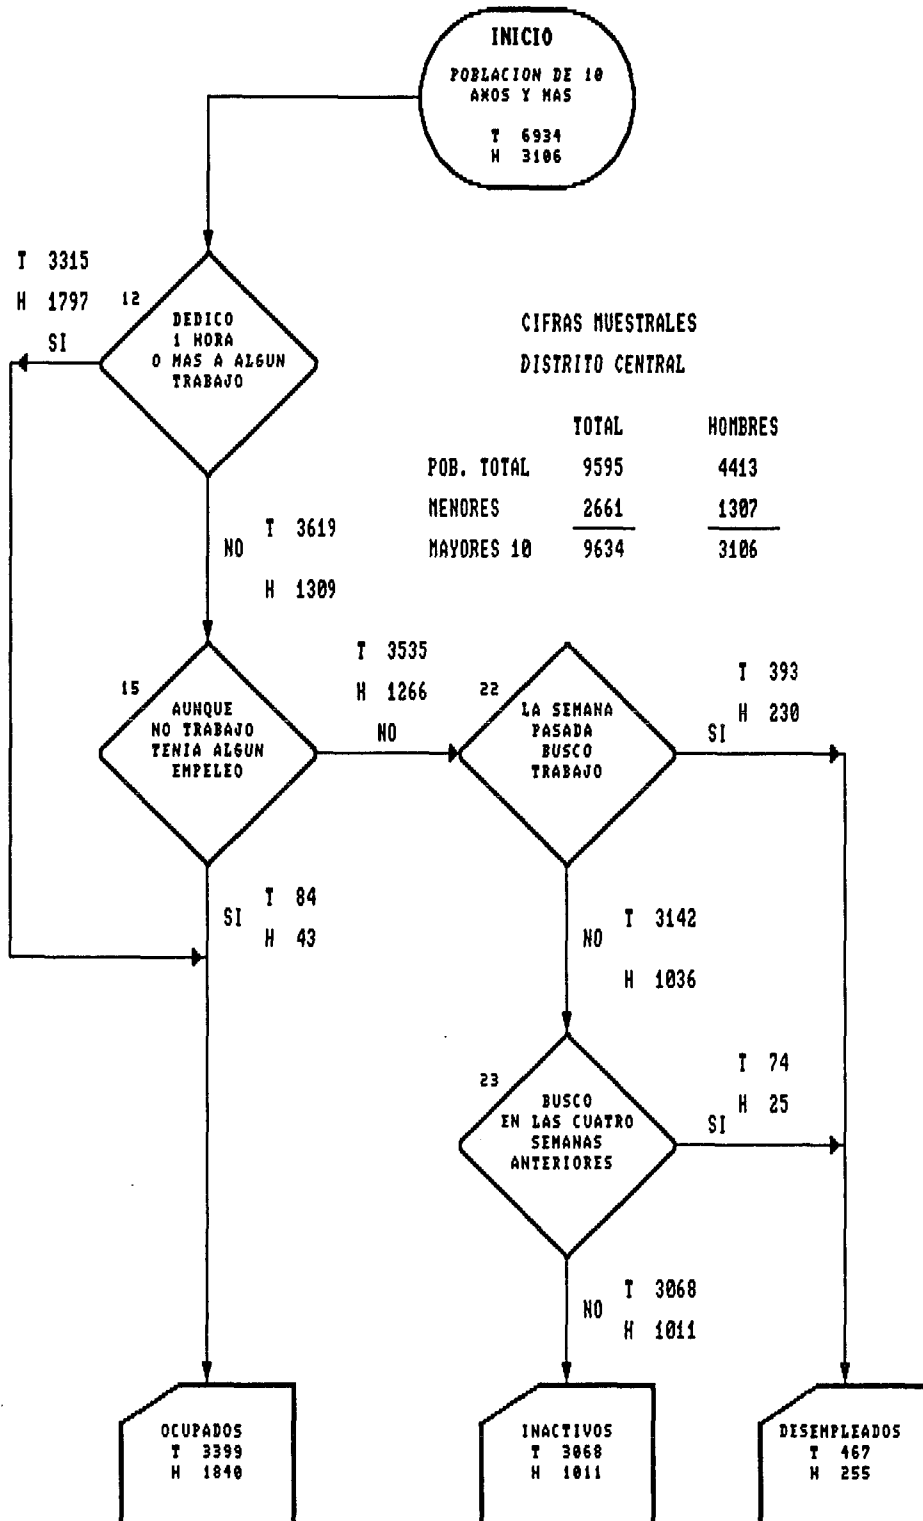 INICIO
POBLACION DE 10
AÑOS Y MAS
T 6934
H 3106
T 3315
H 1797
SI
12
DEDICO
1 HORA
O MAS A ALGUN
TRABAJO
CIFRAS MUESTRALES
DISTRITO CENTRAL
TOTAL HOMBRES
POB. TOTAL 9595 4413
MENORES 2661 1307
MAYORES 10 9634 3106
NO
T 3619
H 1309
15
AUNQUE
NO TRABAJO
TENIA ALGUN
EMPELEO
T 3535
H 1266
NO
22
LA SEMANA
PASADA
BUSCO
TRABAJO
T 393
H 230
SI
SI
T 84
H 43
NO
T 3142
H 1036
23
BUSCO
EN LAS CUATRO
SEMANAS
ANTERIORES
T 74
H 25
SI
NO
T 3068
H 1011
OCUPADOS
T 3399
H 1840
INACTIVOS
T 3068
H 1011
DESEMPLEADOS
T 467
H 255